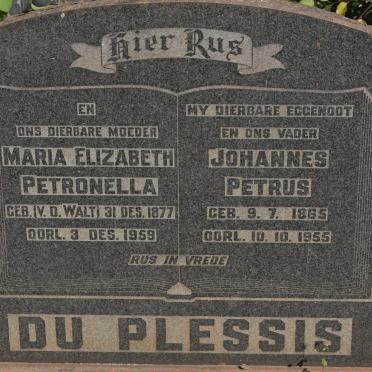 Hier Rus
EN
ONS DIERBARE MOEDER
MARIA ELIZABETH
PETRONELLA
GEB. (V. D. WALT) 31 DES. 1877
OORL. 3 DES. 1959
MY DIERBARE EGGENOOT
EN ONS VADER
JOHANNES
PETRUS
GEB. 9. 7. 1865
OORL. 10. 10. 1955
RUS IN VREDE
DU PLESSIS